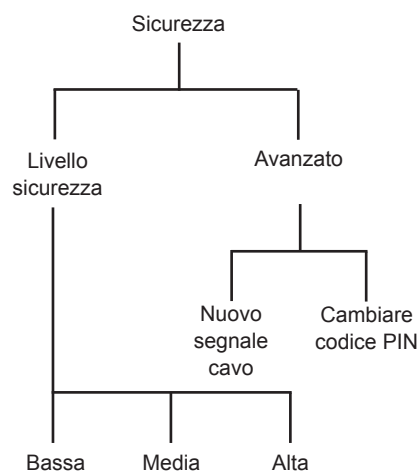 Sicurezza
Livello
sicurezza
Avanzato
Nuovo
segnale
cavo
Cambiare
codice PIN
Bassa
Media
Alta